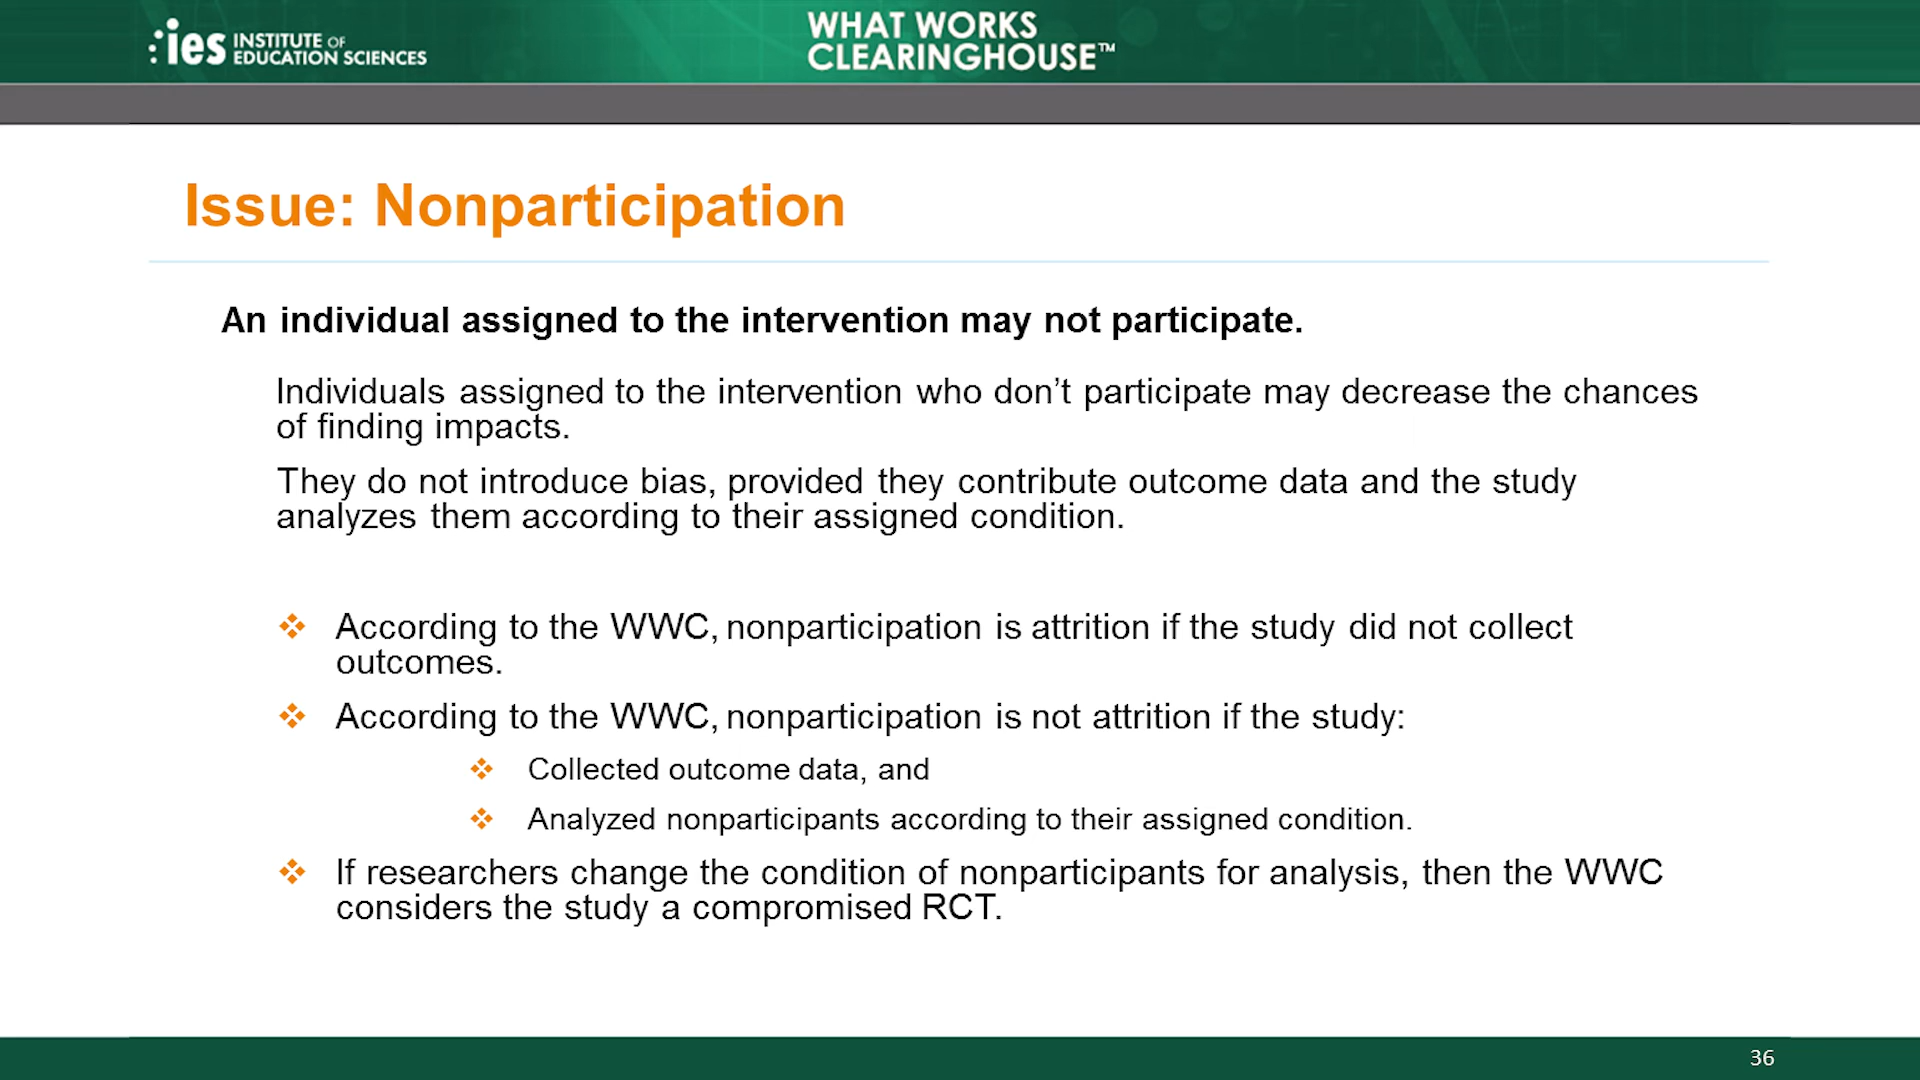 ies INSTITUTE OF
EDUCATION SCIENCES
WHAT WORKS
CLEARINGHOUSE™
Issue: Nonparticipation
An individual assigned to the intervention may not participate.
Individuals assigned to the intervention who don’t participate may decrease the chances
of finding impacts.
They do not introduce bias, provided they contribute outcome data and the study
analyzes them according to their assigned condition.
❖ According to the WWC, nonparticipation is attrition if the study did not collect
outcomes.
❖ According to the WWC, nonparticipation is not attrition if the study:
❖ Collected outcome data, and
❖ Analyzed nonparticipants according to their assigned condition.
❖ If researchers change the condition of nonparticipants for analysis, then the WWC
considers the study a compromised RCT.
36